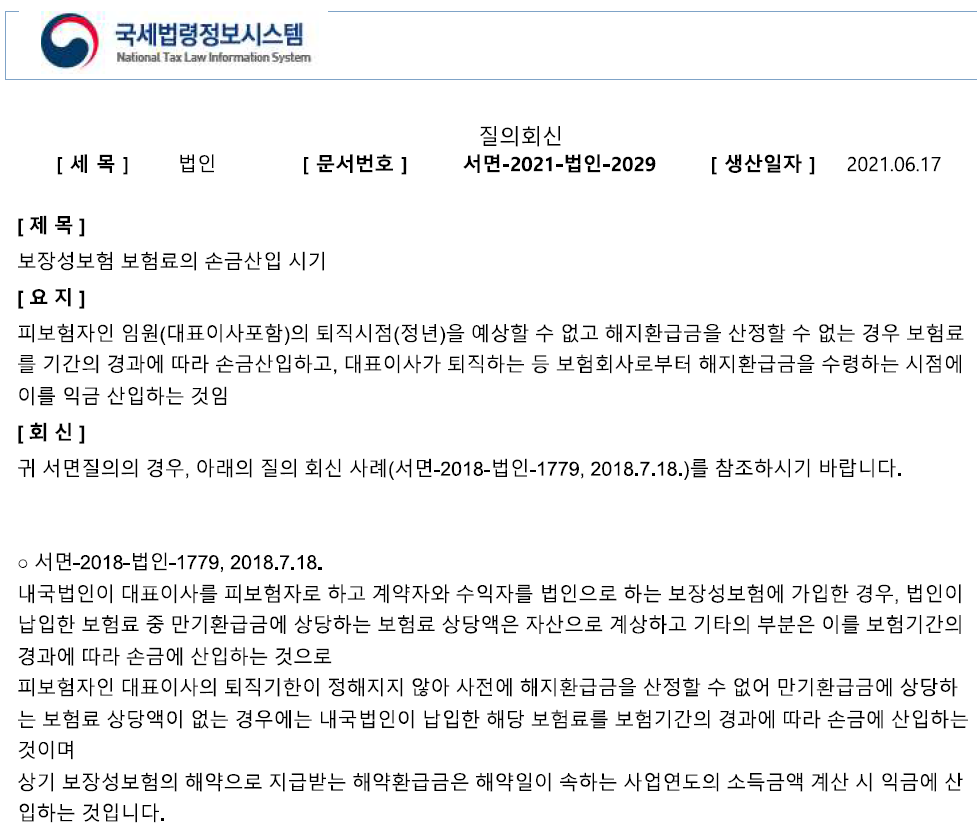 국세법령정보시스템
National Tax Law Information System
질의회신
[ 세 목 ] 법인 [ 문서번호 ] 서면-2021-법인-2029 [ 생산일자 ] 2021.06.17
[ 제 목 ]
보장성보험 보험료의 손금산입 시기
[ 요 지 ]
피보험자인 임원(대표이사포함)의 퇴직시점(정년)을 예상할 수 없고 해지환급금을 산정할 수 없는 경우 보험료
를 기간의 경과에 따라 손금산입하고, 대표이사가 퇴직하는 등 보험회사로부터 해지환급금을 수령하는 시점에
이를 익금 산입하는 것임
[ 회 신 ]
귀 서면질의의 경우, 아래의 질의 회신 사례(서면-2018-법인-1779, 2018.7.18.)를 참조하시기 바랍니다.
○ 서면-2018-법인-1779, 2018.7.18.
내국법인이 대표이사를 피보험자로 하고 계약자와 수익자를 법인으로 하는 보장성보험에 가입한 경우, 법인이
납입한 보험료 중 만기환급금에 상당하는 보험료 상당액은 자산으로 계상하고 기타의 부분은 이를 보험기간의
경과에 따라 손금에 산입하는 것으로
피보험자인 대표이사의 퇴직기한이 정해지지 않아 사전에 해지환급금을 산정할 수 없어 만기환급금에 상당하
는 보험료 상당액이 없는 경우에는 내국법인이 납입한 해당 보험료를 보험기간의 경과에 따라 손금에 산입하는
것이며
상기 보장성보험의 해약으로 지급받는 해약환급금은 해약일이 속하는 사업연도의 소득금액 계산 시 익금에 산
입하는 것입니다.